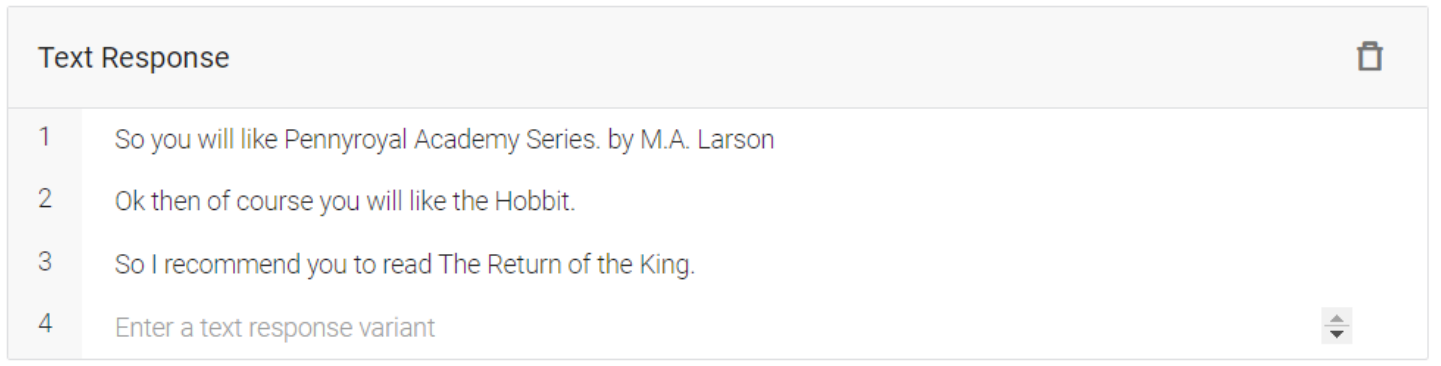 Text Response
1 So you will like Pennyroyal Academy Series. by M.A. Larson
2 Ok then of course you will like the Hobbit.
3 So I recommend you to read The Return of the King.
4 Enter a text response variant